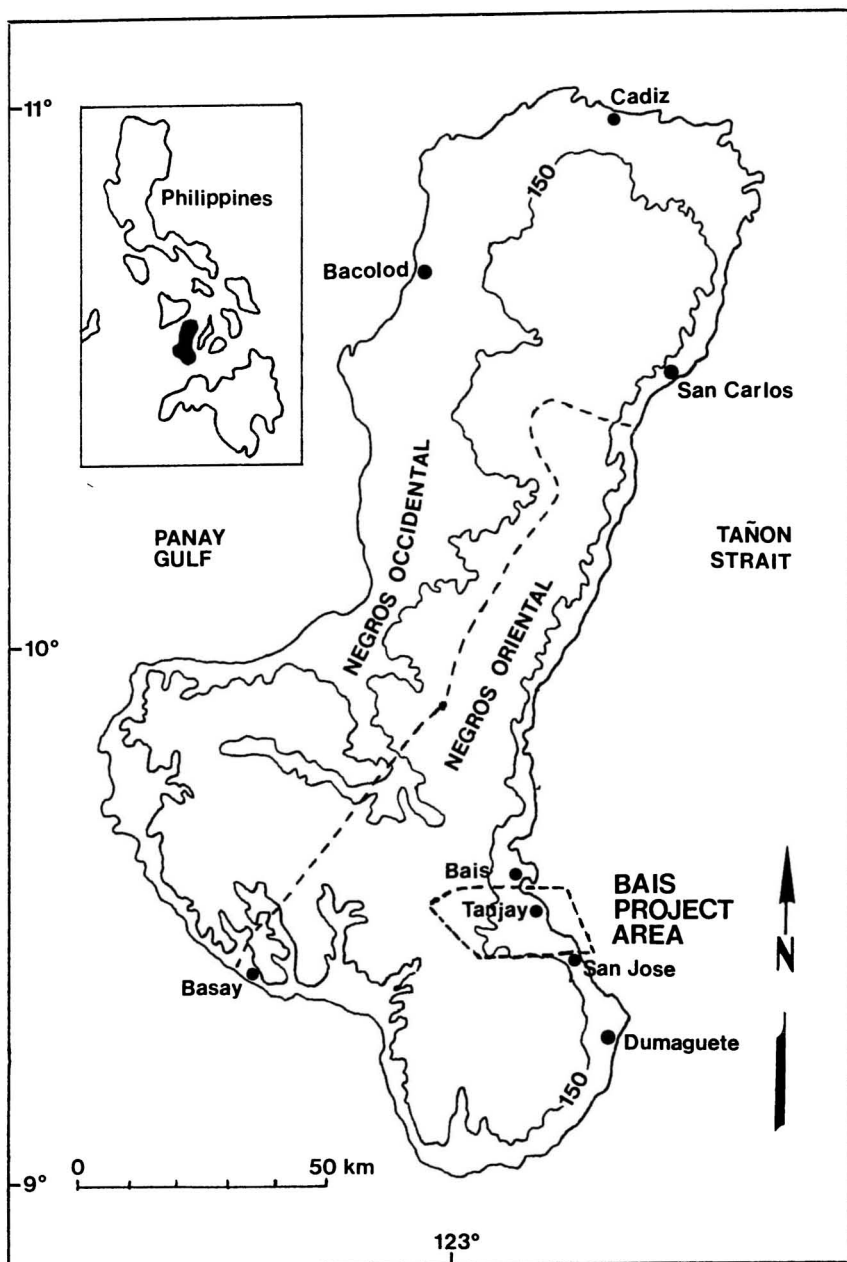 11°
Cadiz
150
Philippines
Bacolod
San Carlos
NEGROS OCCIDENTAL
PANAY
GULF
TAÑON
STRAIT
NEGROS ORIENTAL
10°
Bais
BAIS
PROJECT
AREA
Tanjay
N
San Jose
Basay
Dumaguete
150
0 50 km
9°
123°